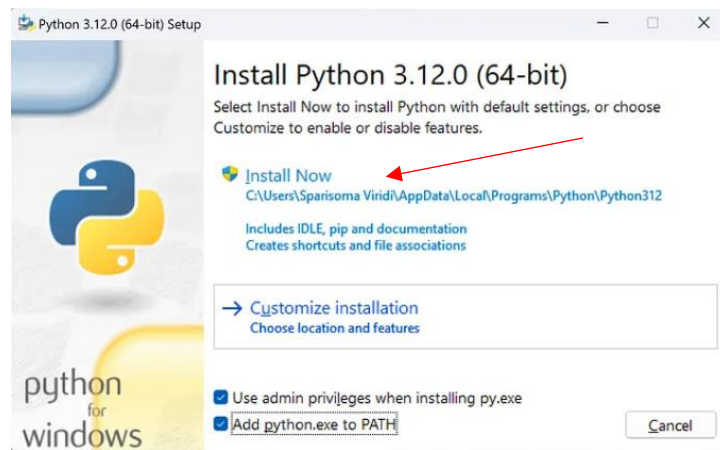 Python 3.12.0 (64-bit) Setup
Install Python 3.12.0 (64-bit)
Select Install Now to install Python with default settings, or choose
Customize to enable or disable features.
Install Now
C:\Users\Sparisoma Viridi\AppData\Local\Programs\Python\Python312
Includes IDLE, pip and documentation
Creates shortcuts and file associations
Customize installation
Choose location and features
Use admin privileges when installing py.exe
Add python.exe to PATH
Cancel
python
for
windows